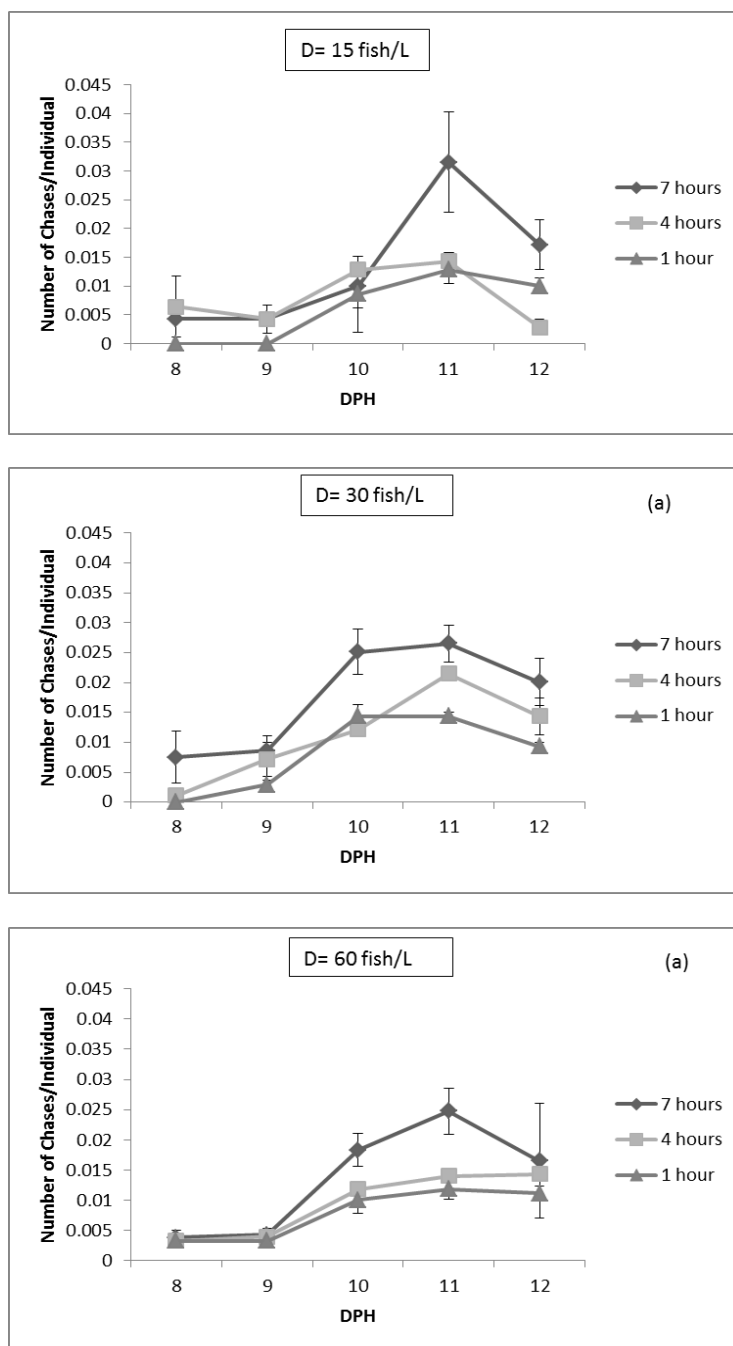 D= 15 fish/L
Number of Chases/Individual
0.045
0.04
0.035
0.03
0.025
0.02
0.015
0.01
0.005
0
8 9 10 11 12
DPH
7 hours
4 hours
1 hour
D= 30 fish/L
(a)
Number of Chases/Individual
0.045
0.04
0.035
0.03
0.025
0.02
0.015
0.01
0.005
0
8 9 10 11 12
DPH
7 hours
4 hours
1 hour
D= 60 fish/L
(a)
Number of Chases/Individual
0.045
0.04
0.035
0.03
0.025
0.02
0.015
0.01
0.005
0
8 9 10 11 12
DPH
7 hours
4 hours
1 hour